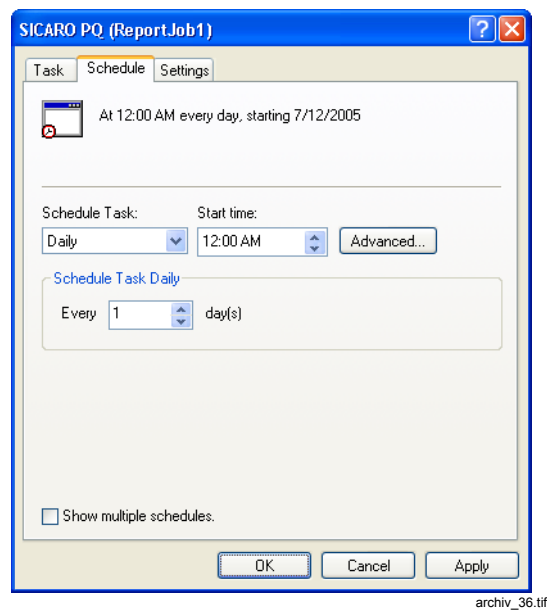 SICARO PQ (ReportJob1)
Task Schedule Settings
At 12:00 AM every day, starting 7/12/2005
Schedule Task: Start time:
Daily 12:00 AM Advanced...
Schedule Task Daily
Every 1 day(s)
Show multiple schedules.
OK Cancel Apply
archiv_36.tif